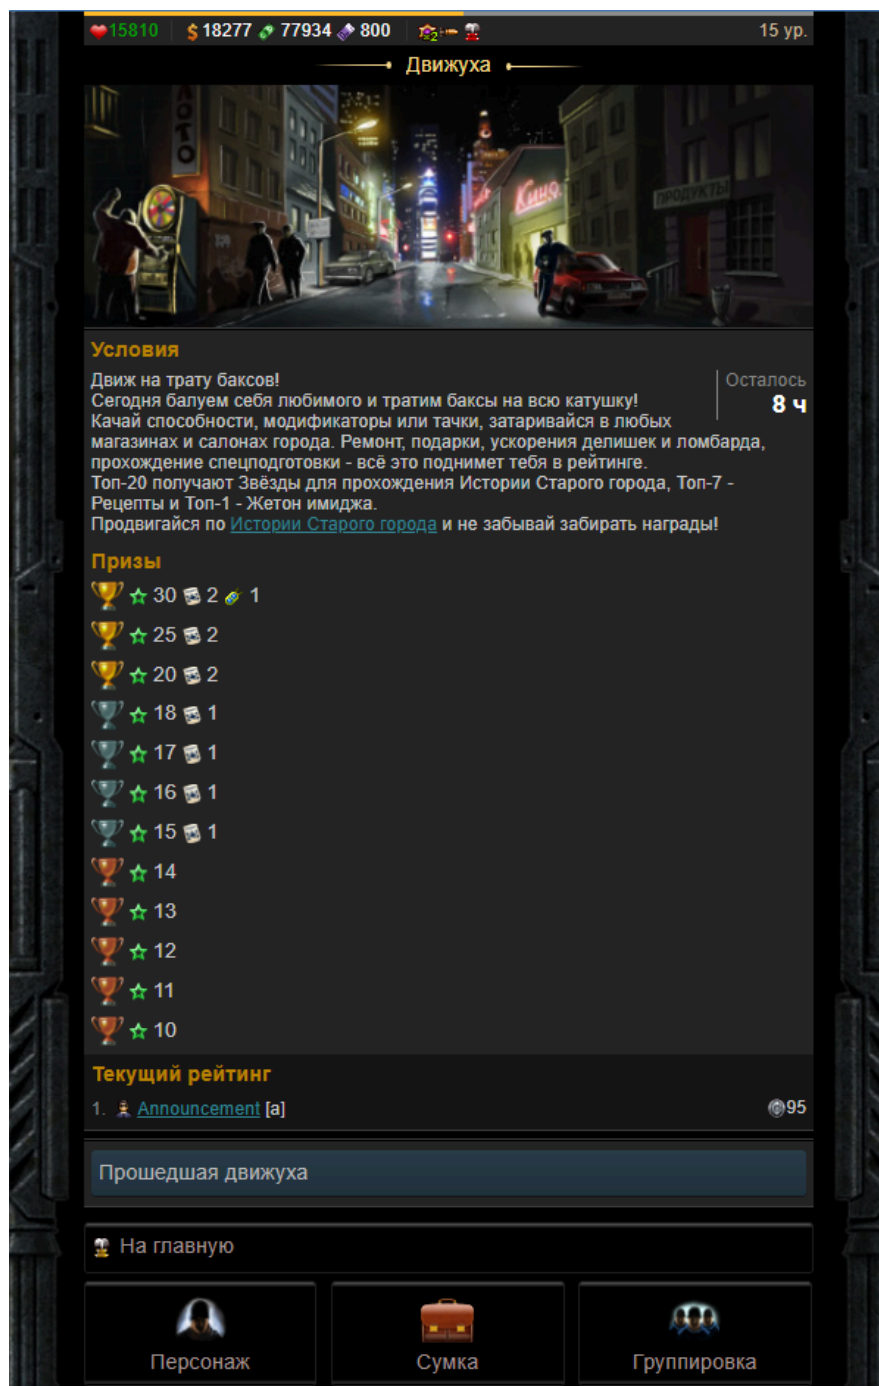 15810 18277 77934 800 2 15 ур.
Движуха
ЛОТО
Кино
ПРОДУКТЫ
Условия
Осталось
8 ч
Движ на трату баксов!
Сегодня балуем себя любимого и тратим баксы на всю катушку!
Качай способности, модификаторы или тачки, затаривайся в любых
магазинах и салонах города. Ремонт, подарки, ускорения делишек и ломбарда,
прохождение спецподготовки - всё это поднимет тебя в рейтинге.
Топ-20 получают Звёзды для прохождения Истории Старого города, Топ-7 -
Рецепты и Топ-1 - Жетон имиджа.
Продвигайся по Истории Старого города и не забывай забирать награды!
Призы
30 2 1
25 2
20 2
18 1
17 1
16 1
15 1
14
13
12
11
10
Текущий рейтинг
1. Announcement [а] 95
Прошедшая движуха
На главную
Персонаж Сумка Группировка